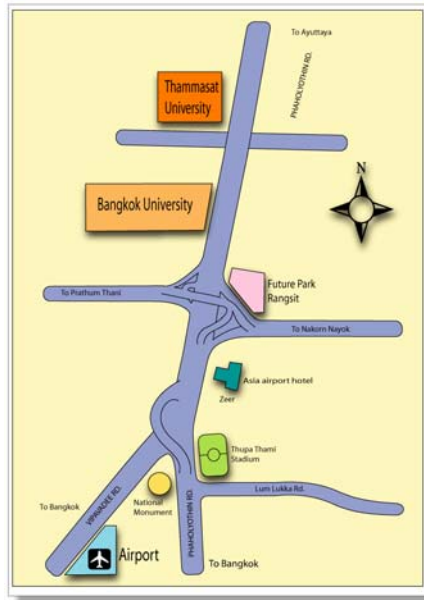 To Ayuttaya
PHAHOLYOTHIN RD.
Thammasat
University
N
Bangkok University
Future Park
Rangsit
To Prathum Thani
To Nakorn Nayok
Asia airport hotel
Zeer
Thupa Thami
Stadium
Lum Lukka Rd.
National
Monument
To Bangkok
VIPAVADEE RD.
PHAHOLYOTHIN RD.
Airport
To Bangkok